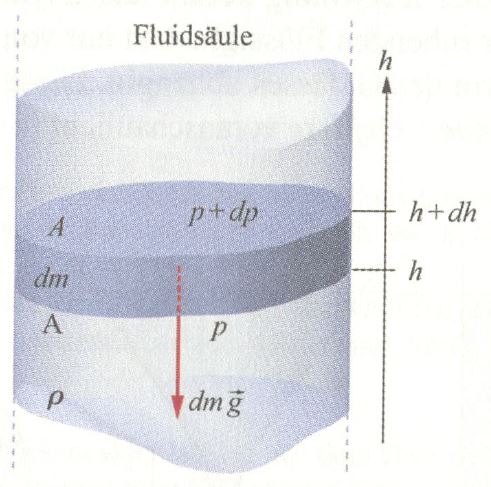 Fluidsäule
h
A
p + dp
h + dh
dm
h
A
p
ρ
dm g⃗